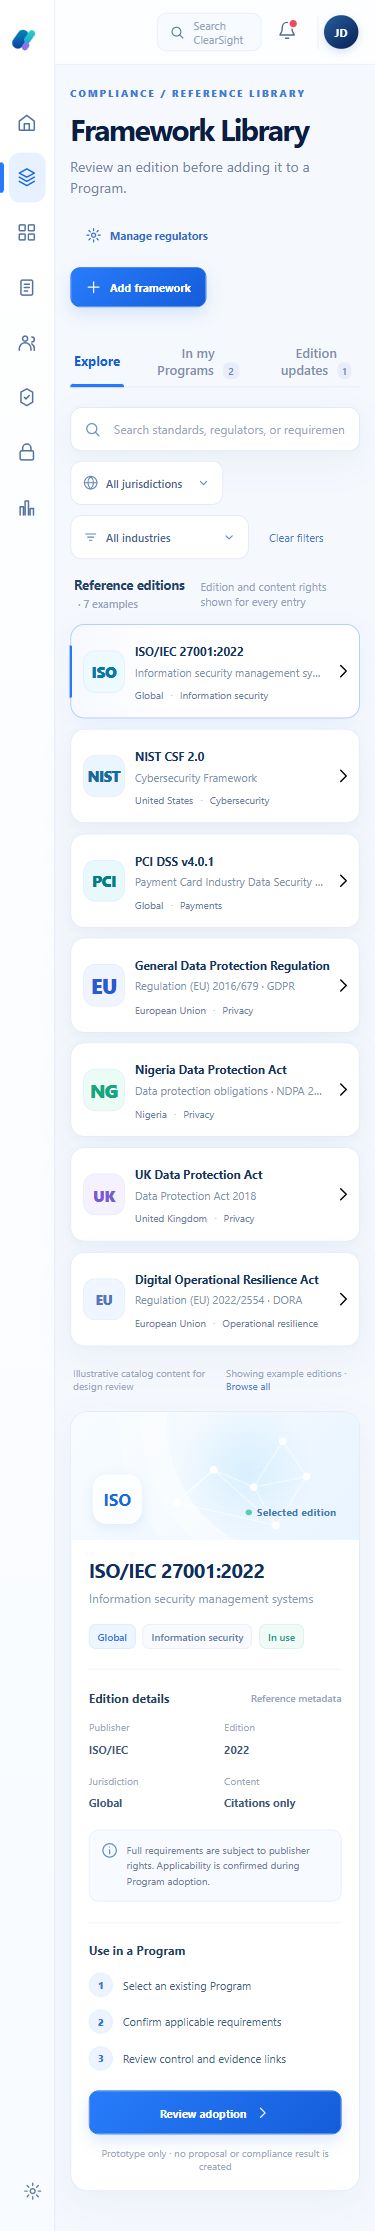 Search
ClearSight
JD
COMPLIANCE / REFERENCE LIBRARY
Framework Library
Review an edition before adding it to a
Program.
Manage regulators
Add framework
Explore
In my
Programs 2
Edition
updates 1
Search standards, regulators, or requiremen
All jurisdictions
All industries
Clear filters
Reference editions
· 7 examples
Edition and content rights
shown for every entry
ISO
ISO/IEC 27001:2022
Information security management sy...
Global · Information security
NIST
NIST CSF 2.0
Cybersecurity Framework
United States · Cybersecurity
PCI
PCI DSS v4.0.1
Payment Card Industry Data Security ...
Global · Payments
EU
General Data Protection Regulation
Regulation (EU) 2016/679 · GDPR
European Union · Privacy
NG
Nigeria Data Protection Act
Data protection obligations · NDPA 2...
Nigeria · Privacy
UK
UK Data Protection Act
Data Protection Act 2018
United Kingdom · Privacy
EU
Digital Operational Resilience Act
Regulation (EU) 2022/2554 · DORA
European Union · Operational resilience
Illustrative catalog content for
design review
Showing example editions ·
Browse all
ISO
Selected edition
ISO/IEC 27001:2022
Information security management systems
Global
Information security
In use
Edition details
Reference metadata
Publisher
Edition
ISO/IEC
2022
Jurisdiction
Content
Global
Citations only
Full requirements are subject to publisher
rights. Applicability is confirmed during
Program adoption.
Use in a Program
1 Select an existing Program
2 Confirm applicable requirements
3 Review control and evidence links
Review adoption
Prototype only · no proposal or compliance result is
created